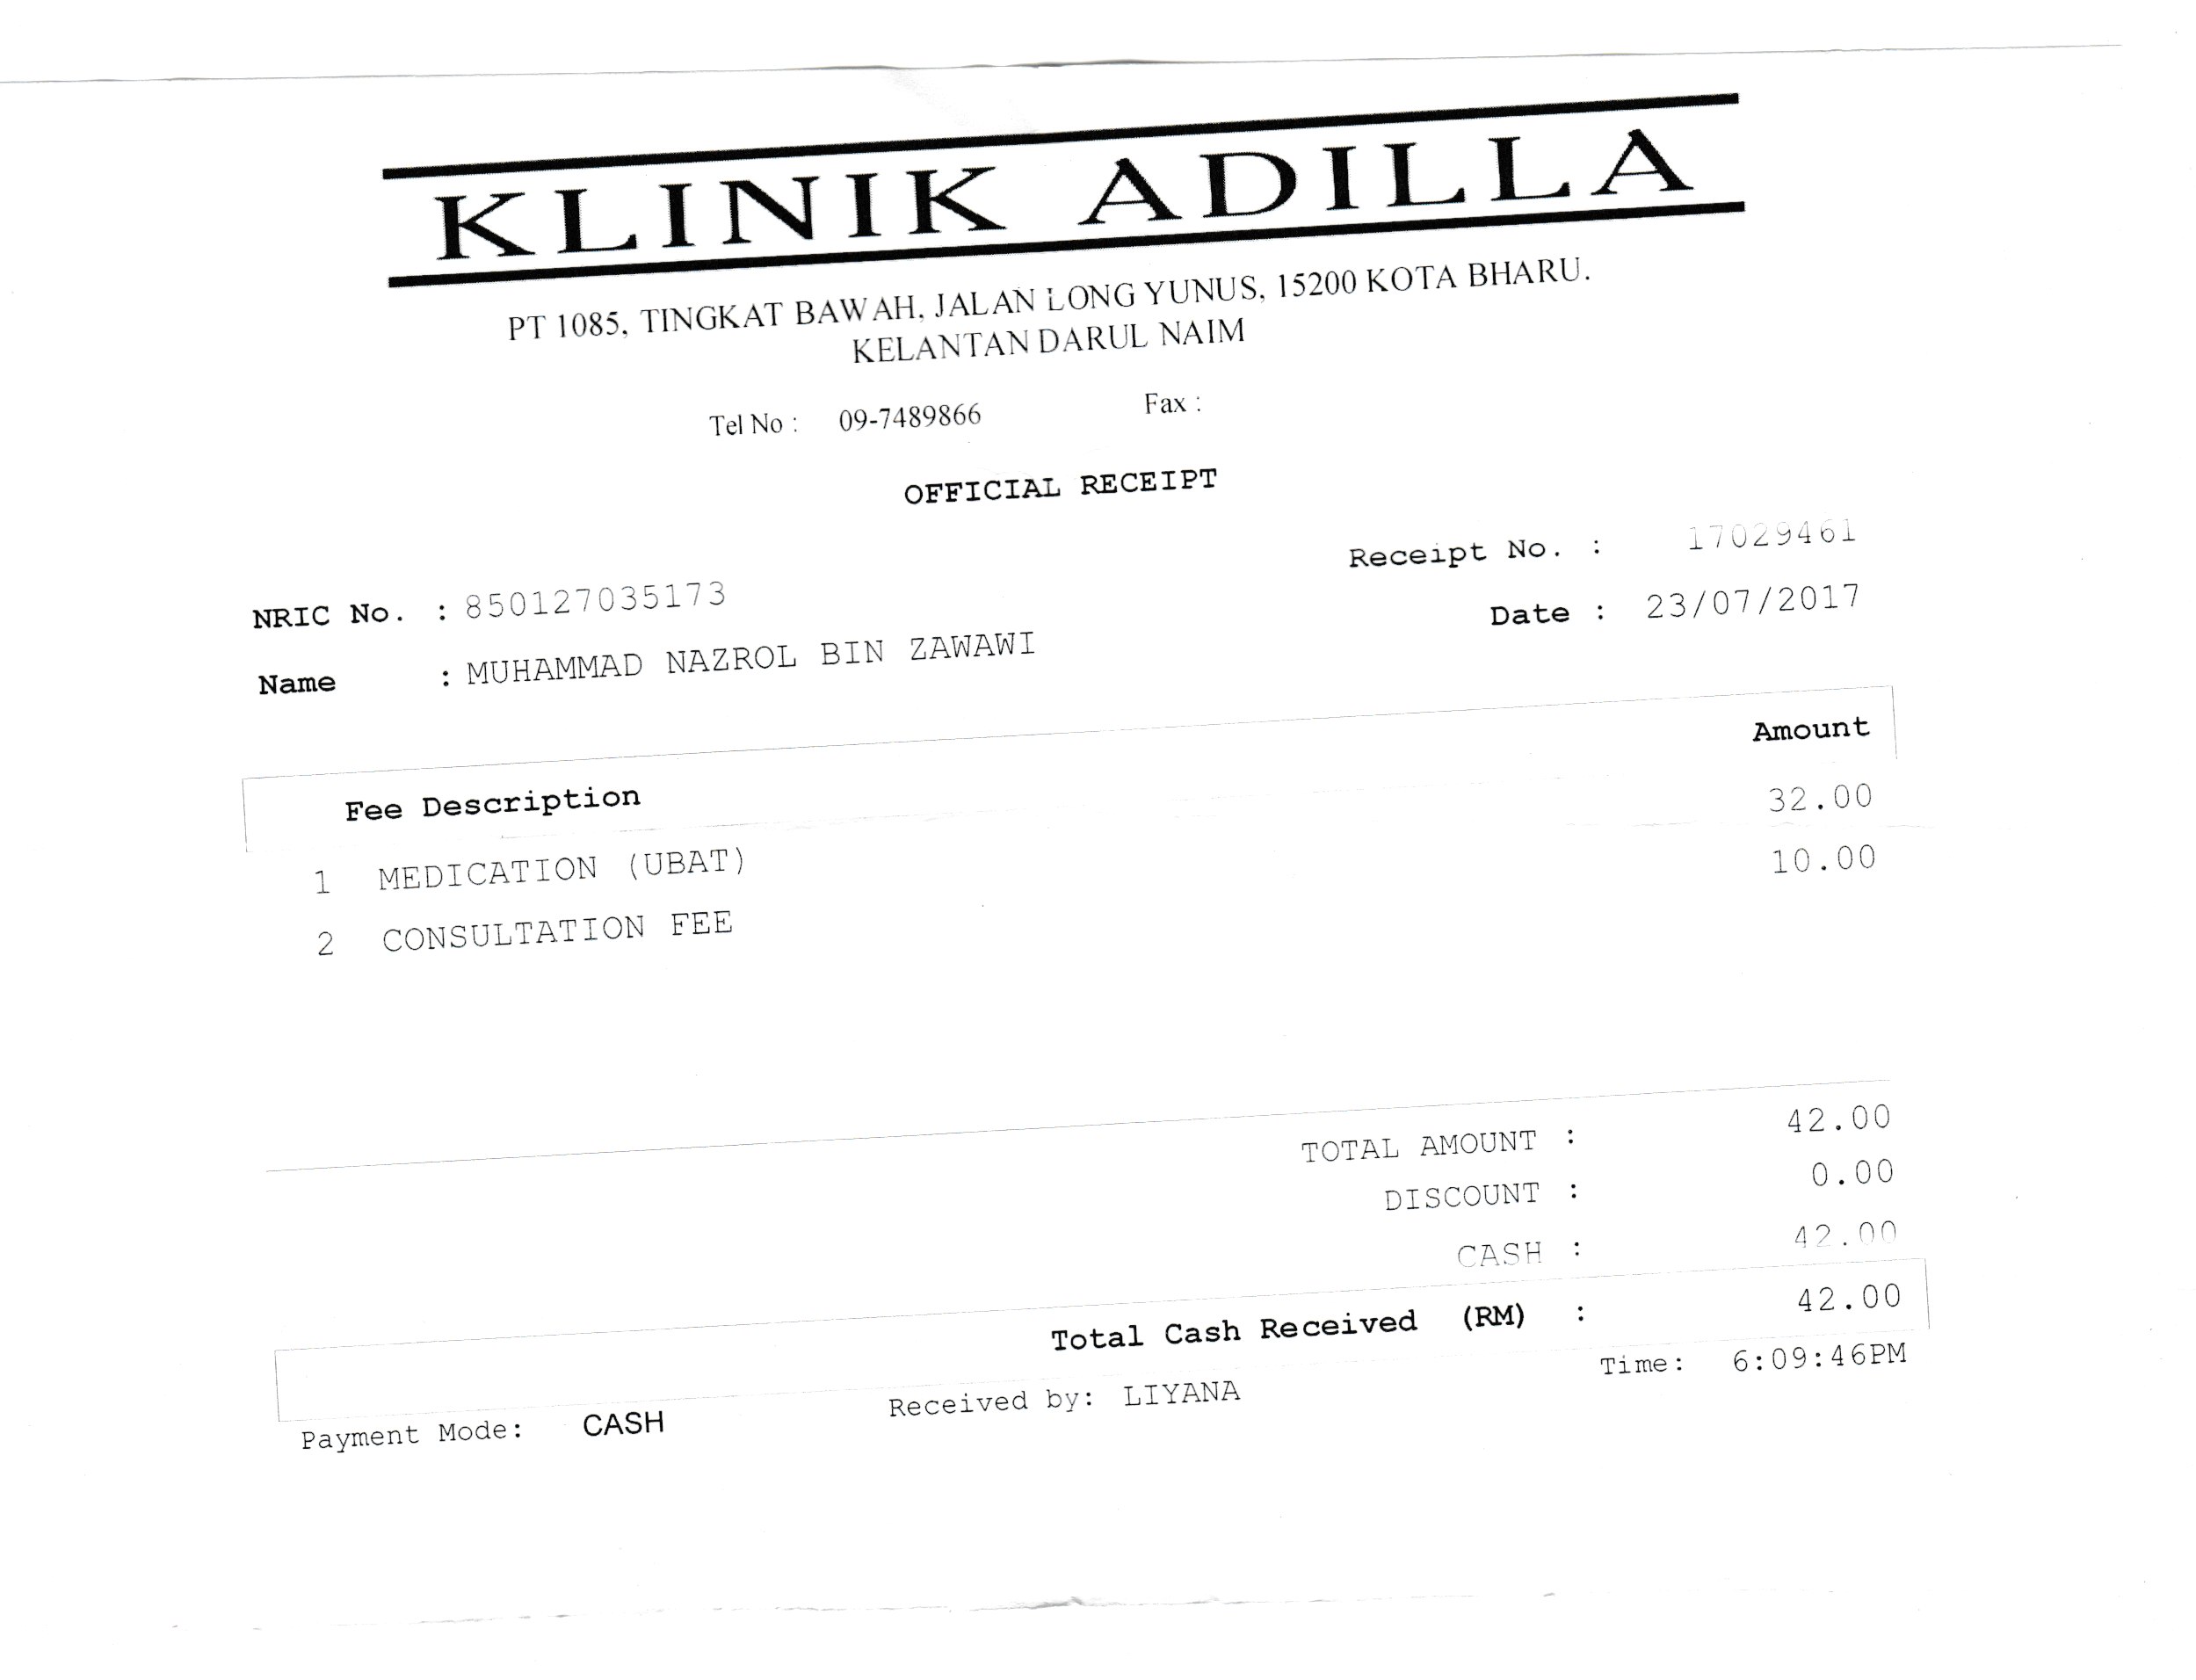 KLINIK ADILLA
PT 1085, TINGKAT BAWAH, JALAN LONG YUNUS, 15200 KOTA BHARU.
KELANTAN DARUL NAIM
Tel No : 09-7489866 Fax :
OFFICIAL RECEIPT
Receipt No. : 17029461
NRIC No. : 850127035173
Date : 23/07/2017
Name : MUHAMMAD NAZROL BIN ZAWAWI
Fee Description Amount
1 MEDICATION (UBAT) 32.00
2 CONSULTATION FEE 10.00
TOTAL AMOUNT : 42.00
DISCOUNT : 0.00
CASH : 42.00
Total Cash Received (RM) : 42.00
Payment Mode: CASH Received by: LIYANA Time: 6:09:46PM